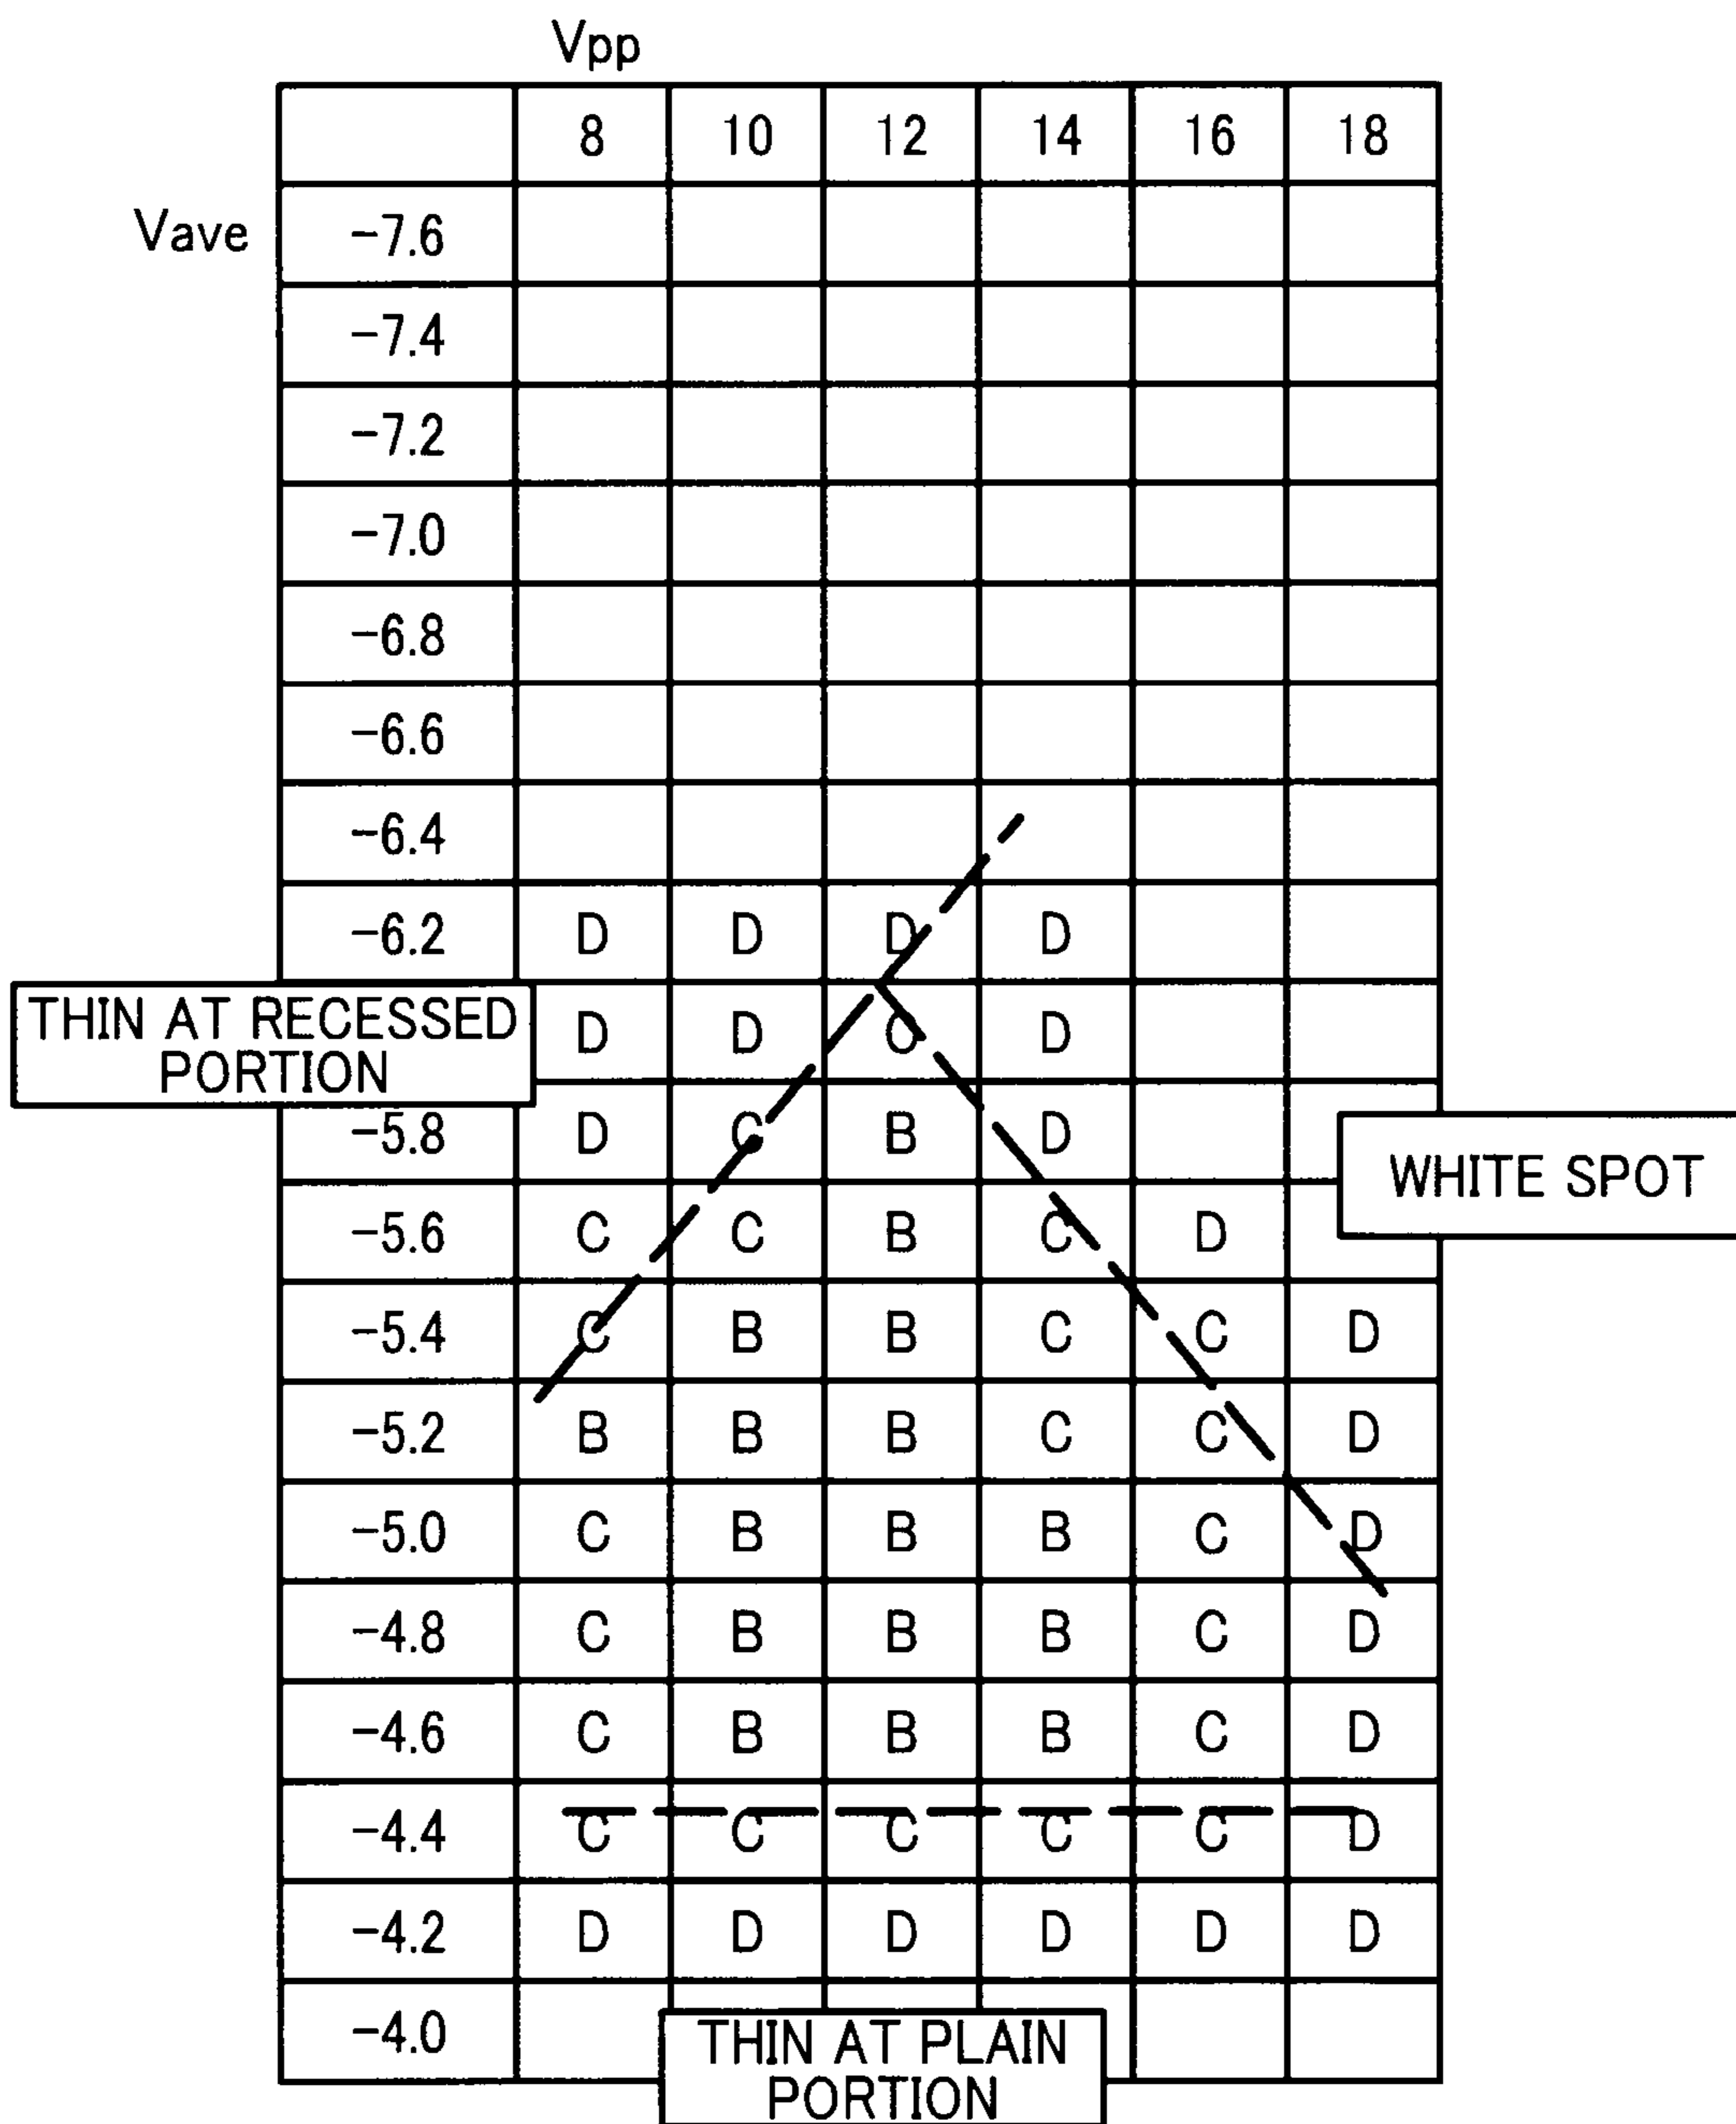 Vpp
8 10 12 14 16 18
Vave -7.6
-7.4
-7.2
-7.0
-6.8
-6.6
-6.4
-6.2 D D D D
THIN AT RECESSED
PORTION
D D C D
-5.8 D C B D
WHITE SPOT
-5.6 C C B C D
-5.4 C B B C C D
-5.2 B B B C C D
-5.0 C B B B C D
-4.8 C B B B C D
-4.6 C B B B C D
-4.4 C C C C C D
-4.2 D D D D D D
-4.0
THIN AT PLAIN
PORTION